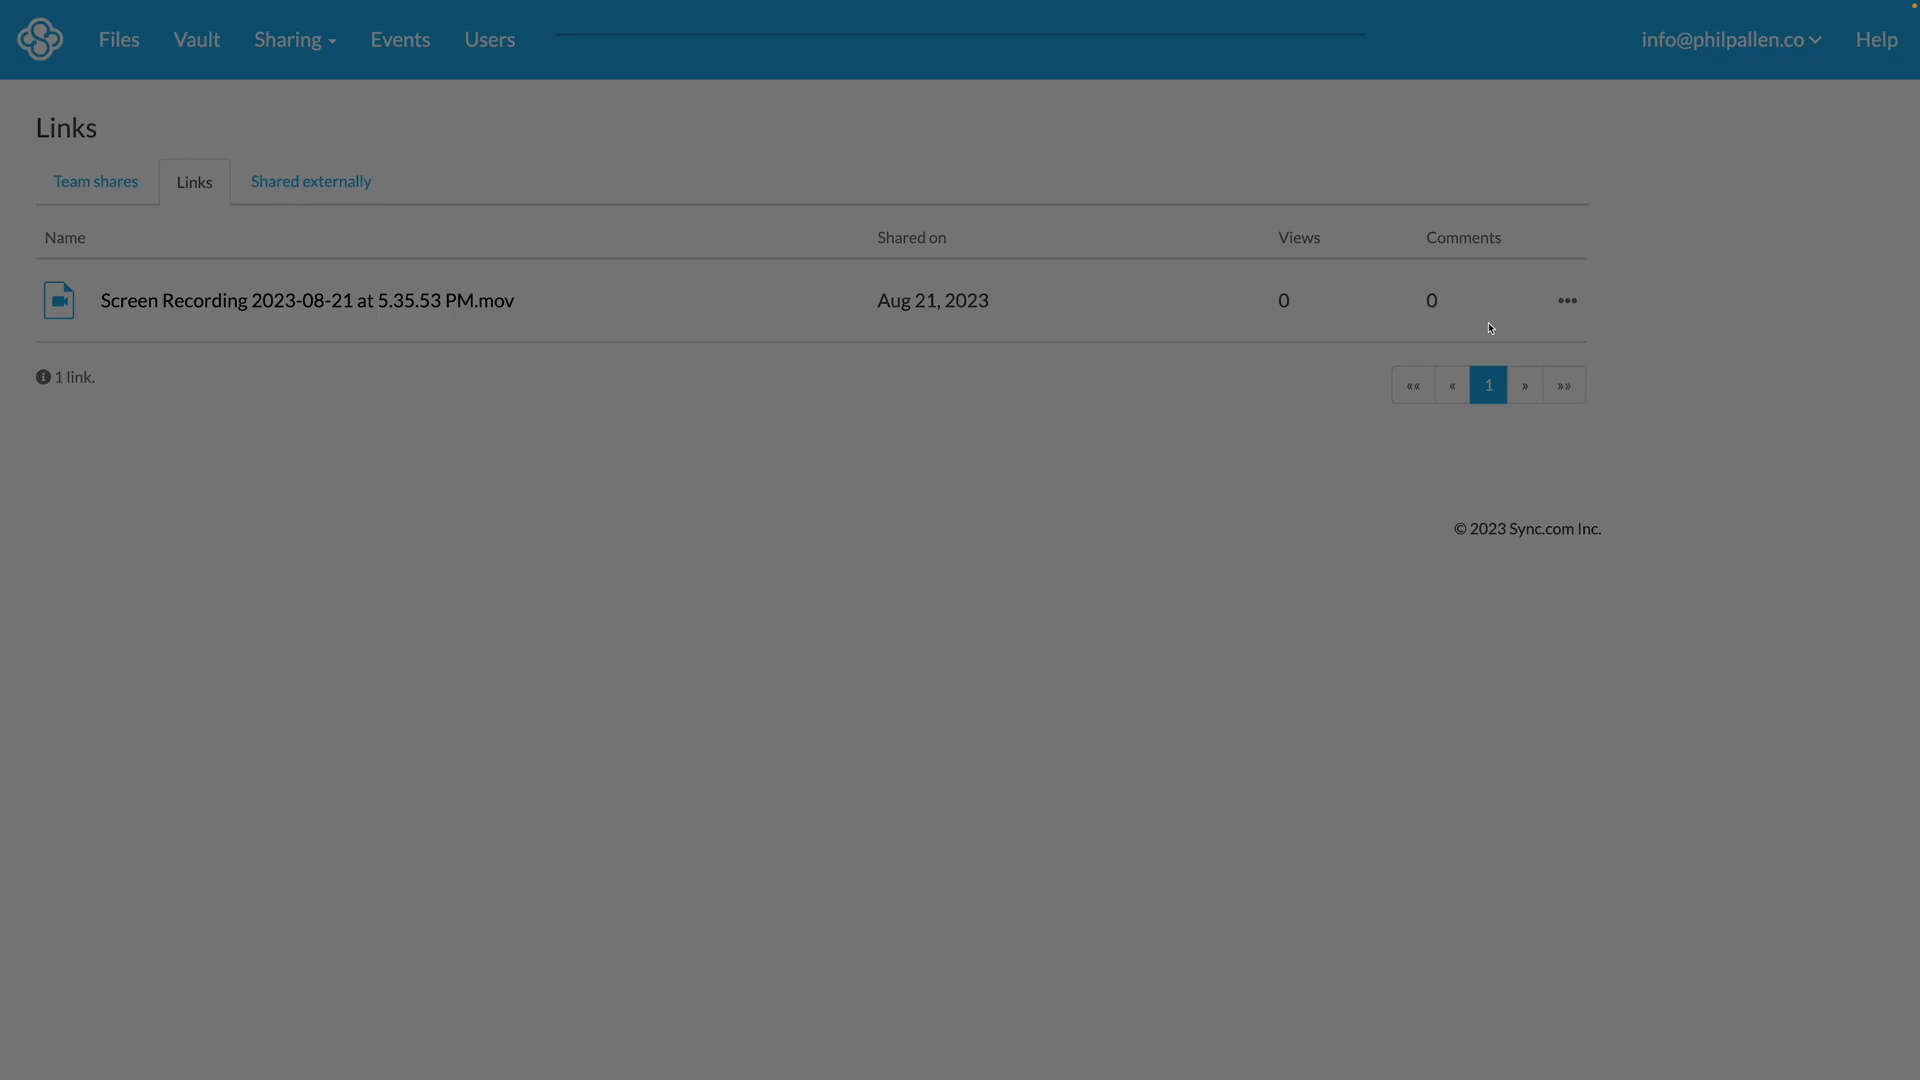 Files Vault Sharing Events Users info@philpallen.co Help
Links
Team shares Links Shared externally
Name Shared on Views Comments
Screen Recording 2023-08-21 at 5.35.53 PM.mov Aug 21, 2023 0 0 •••
1 link.
«« « 1 » »»
© 2023 Sync.com Inc.